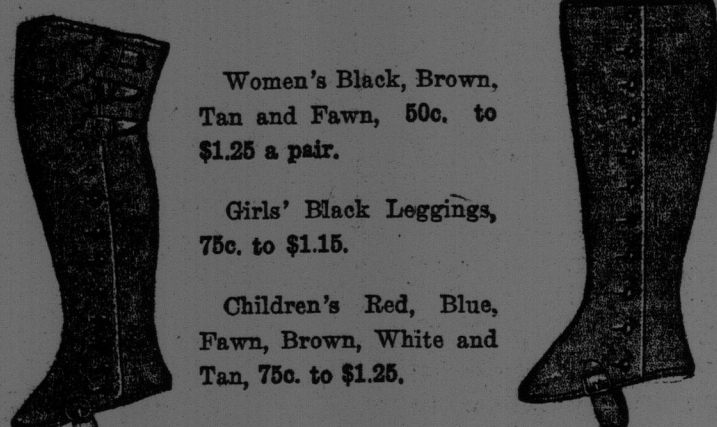 Women's Black, Brown,
Tan and Fawn, 50c. to
$1.25 a pair.
Girls' Black Leggings,
75c. to $1.15.
Children's Red, Blue,
Fawn, Brown, White and
Tan, 75c. to $1.25.